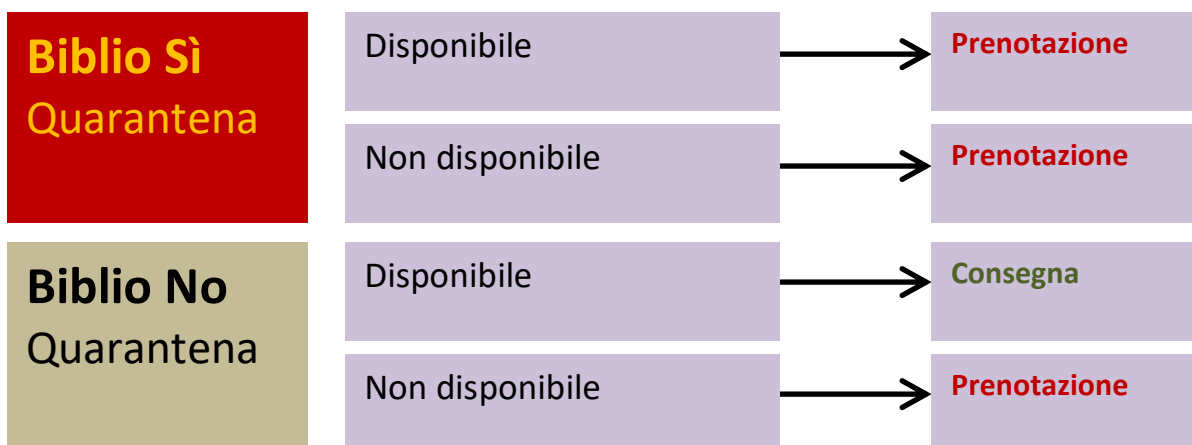 Biblio Sì
Quarantena
Disponibile
Prenotazione
Non disponibile
Prenotazione
Biblio No
Quarantena
Disponibile
Consegna
Non disponibile
Prenotazione